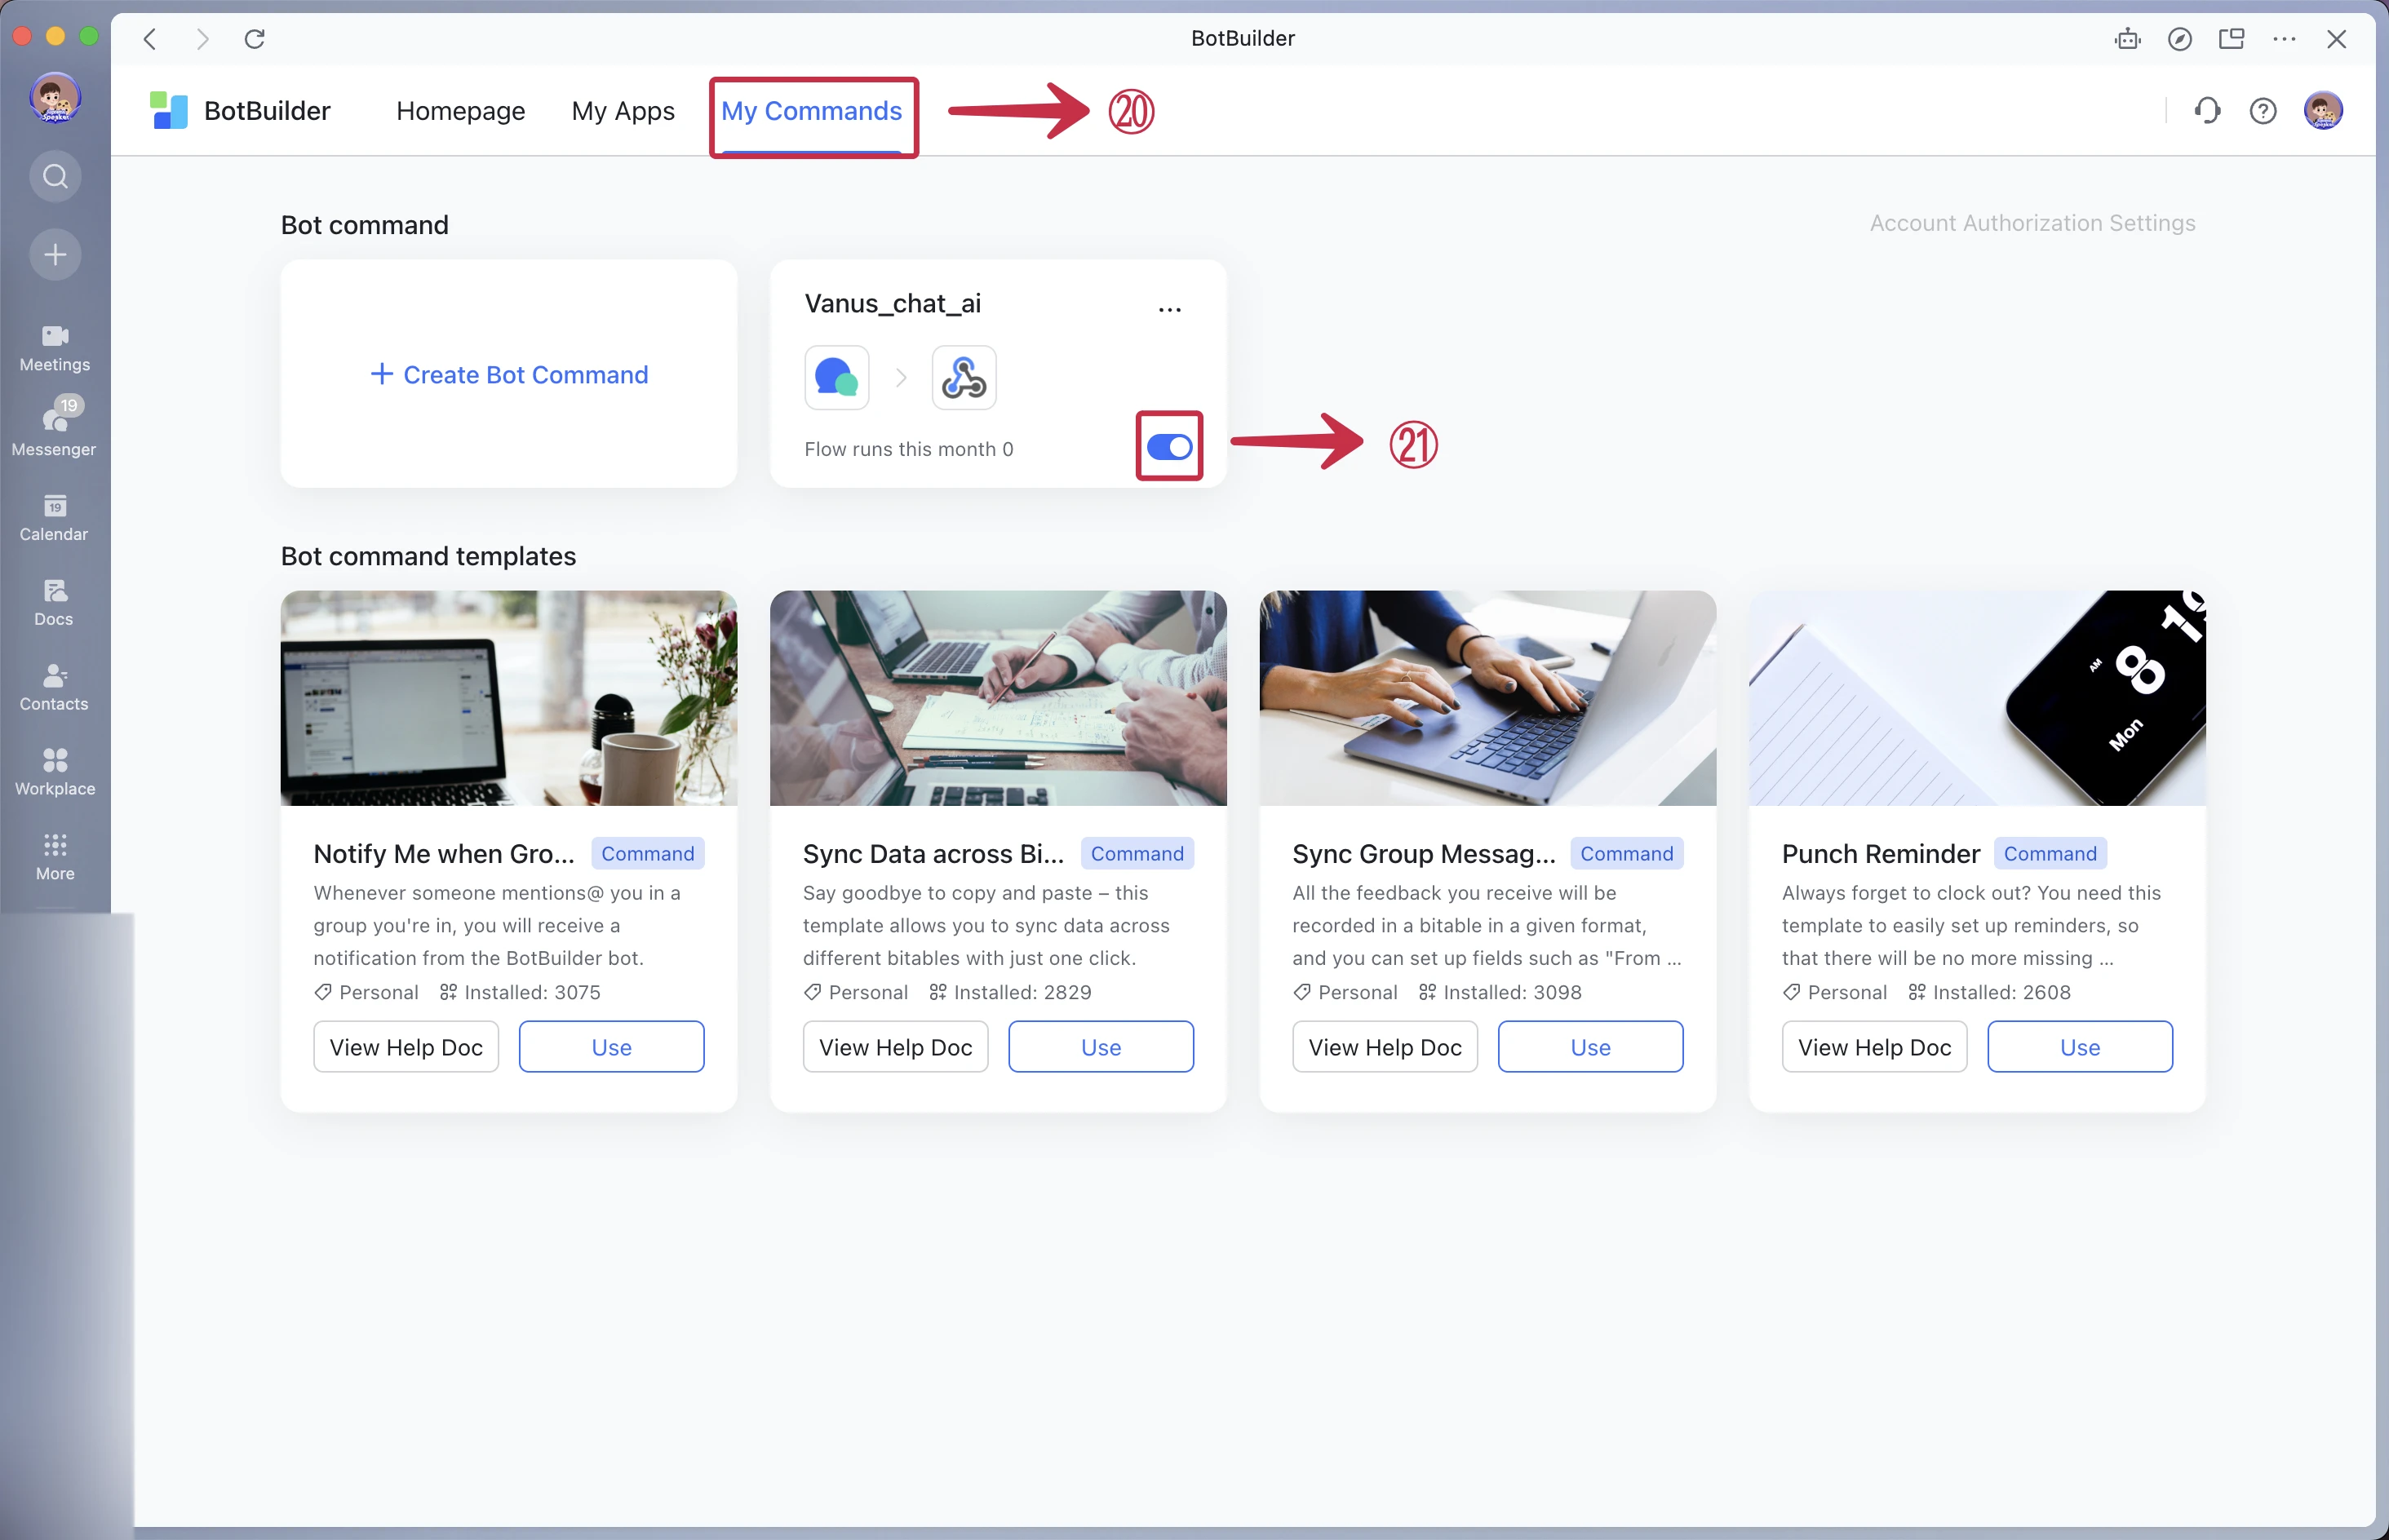 BotBuilder
BotBuilder
Homepage
My Apps
My Commands
⑳
Meetings
19
Messenger
19
Calendar
Docs
Contacts
Workplace
More
Bot command
Account Authorization Settings
+ Create Bot Command
Vanus_chat_ai
...
Flow runs this month 0
㉑
Bot command templates
19
AM
8
Mon
Notify Me when Gro...
Command
Whenever someone mentions@ you in a
group you're in, you will receive a
notification from the BotBuilder bot.
Personal
Installed: 3075
View Help Doc
Use
Sync Data across Bi...
Command
Say goodbye to copy and paste – this
template allows you to sync data across
different bitables with just one click.
Personal
Installed: 2829
View Help Doc
Use
Sync Group Messag...
Command
All the feedback you receive will be
recorded in a bitable in a given format,
and you can set up fields such as "From ...
Personal
Installed: 3098
View Help Doc
Use
Punch Reminder
Command
Always forget to clock out? You need this
template to easily set up reminders, so
that there will be no more missing ...
Personal
Installed: 2608
View Help Doc
Use